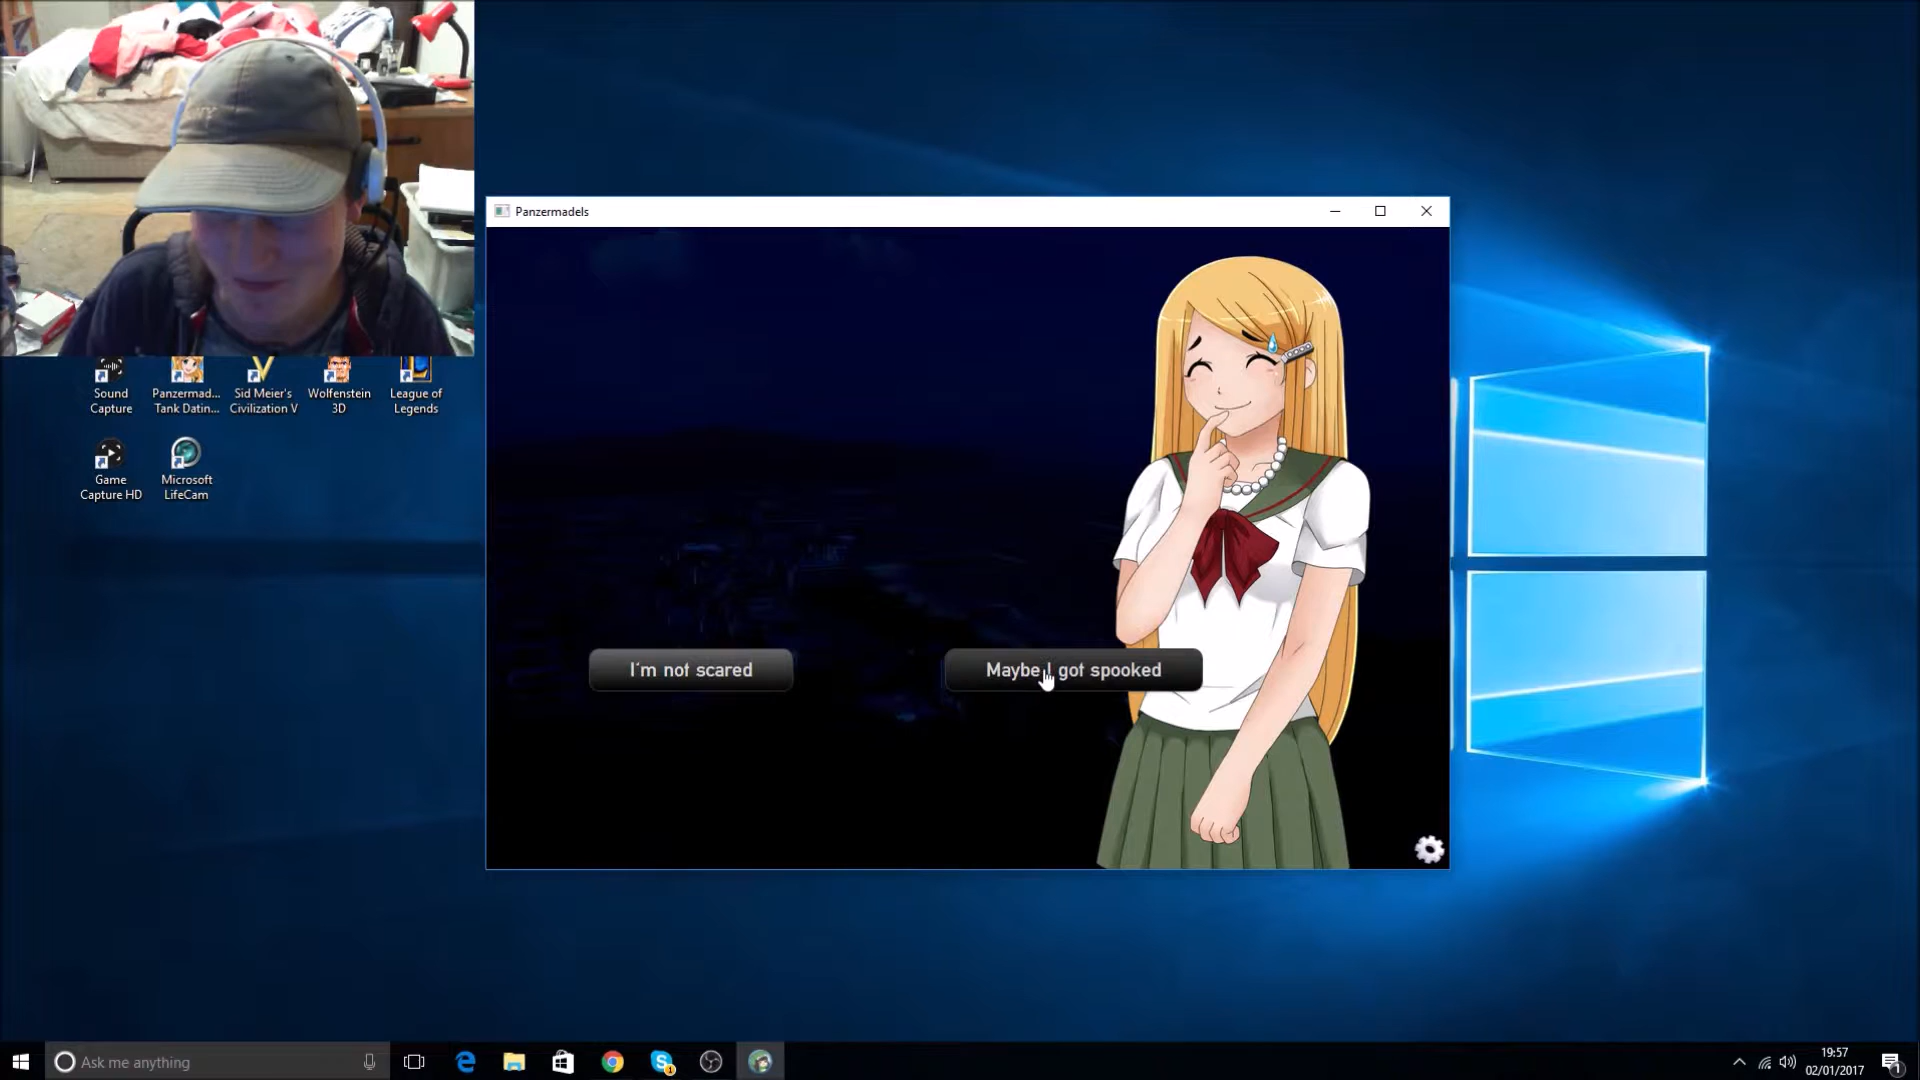 Panzermadels
Sound
Capture
Panzermad...
Tank Datin...
Sid Meier's
Civilization V
Wolfenstein
3D
League of
Legends
Game
Capture HD
Microsoft
LifeCam
I'm not scared
Maybe I got spooked
Ask me anything
19:57
02/01/2017